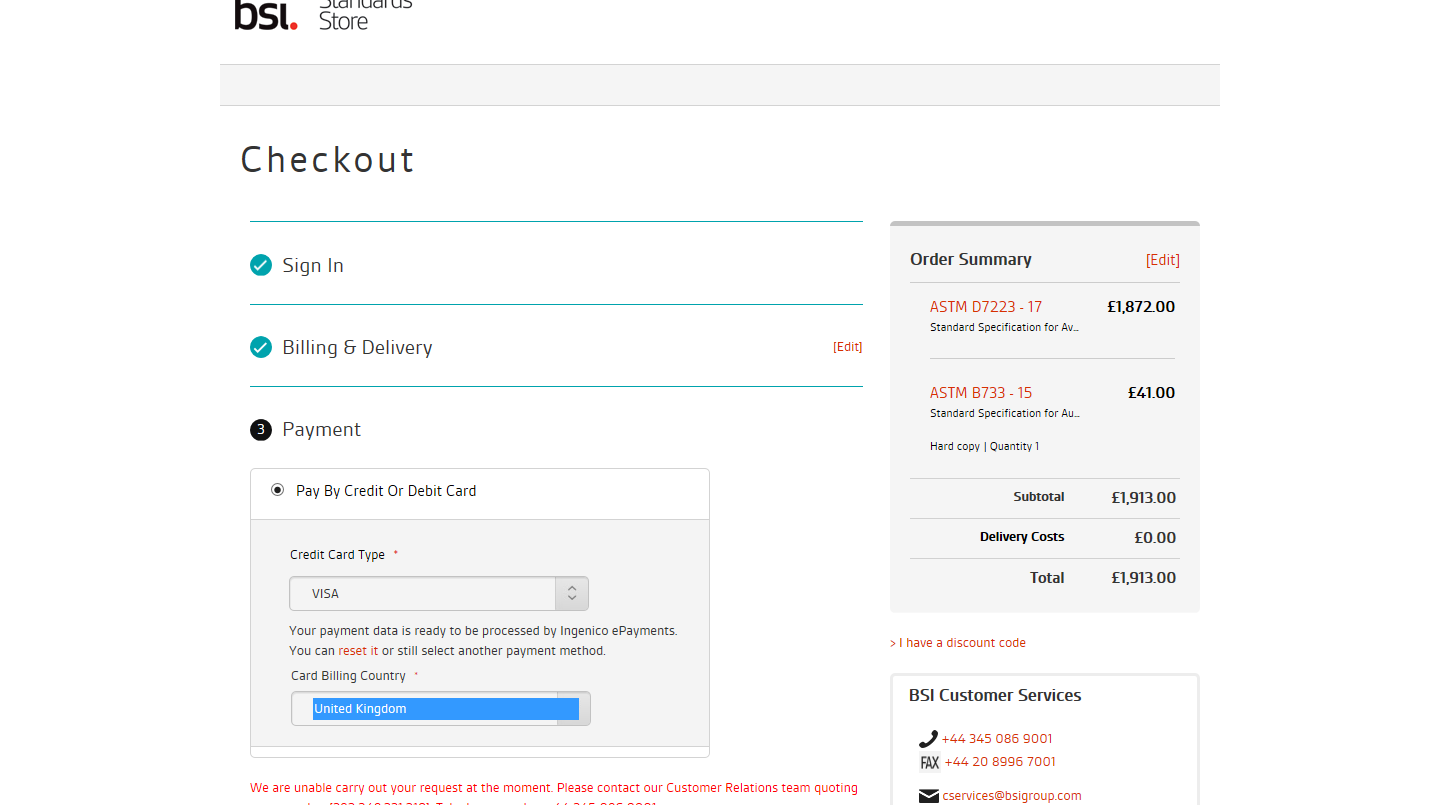 bsi.
Standards
Store
Checkout
Sign In
Billing & Delivery
[Edit]
3
Payment
Pay By Credit Or Debit Card
Credit Card Type *
VISA
Your payment data is ready to be processed by Ingenico ePayments.
You can reset it or still select another payment method.
Card Billing Country *
United Kingdom
We are unable carry out your request at the moment. Please contact our Customer Relations team quoting
Order Summary
[Edit]
ASTM D7223 - 17
£1,872.00
Standard Specification for Av...
ASTM B733 - 15
£41.00
Standard Specification for Au...
Hard copy | Quantity 1
Subtotal
£1,913.00
Delivery Costs
£0.00
Total
£1,913.00
> I have a discount code
BSI Customer Services
+44 345 086 9001
FAX +44 20 8996 7001
cservices@bsigroup.com